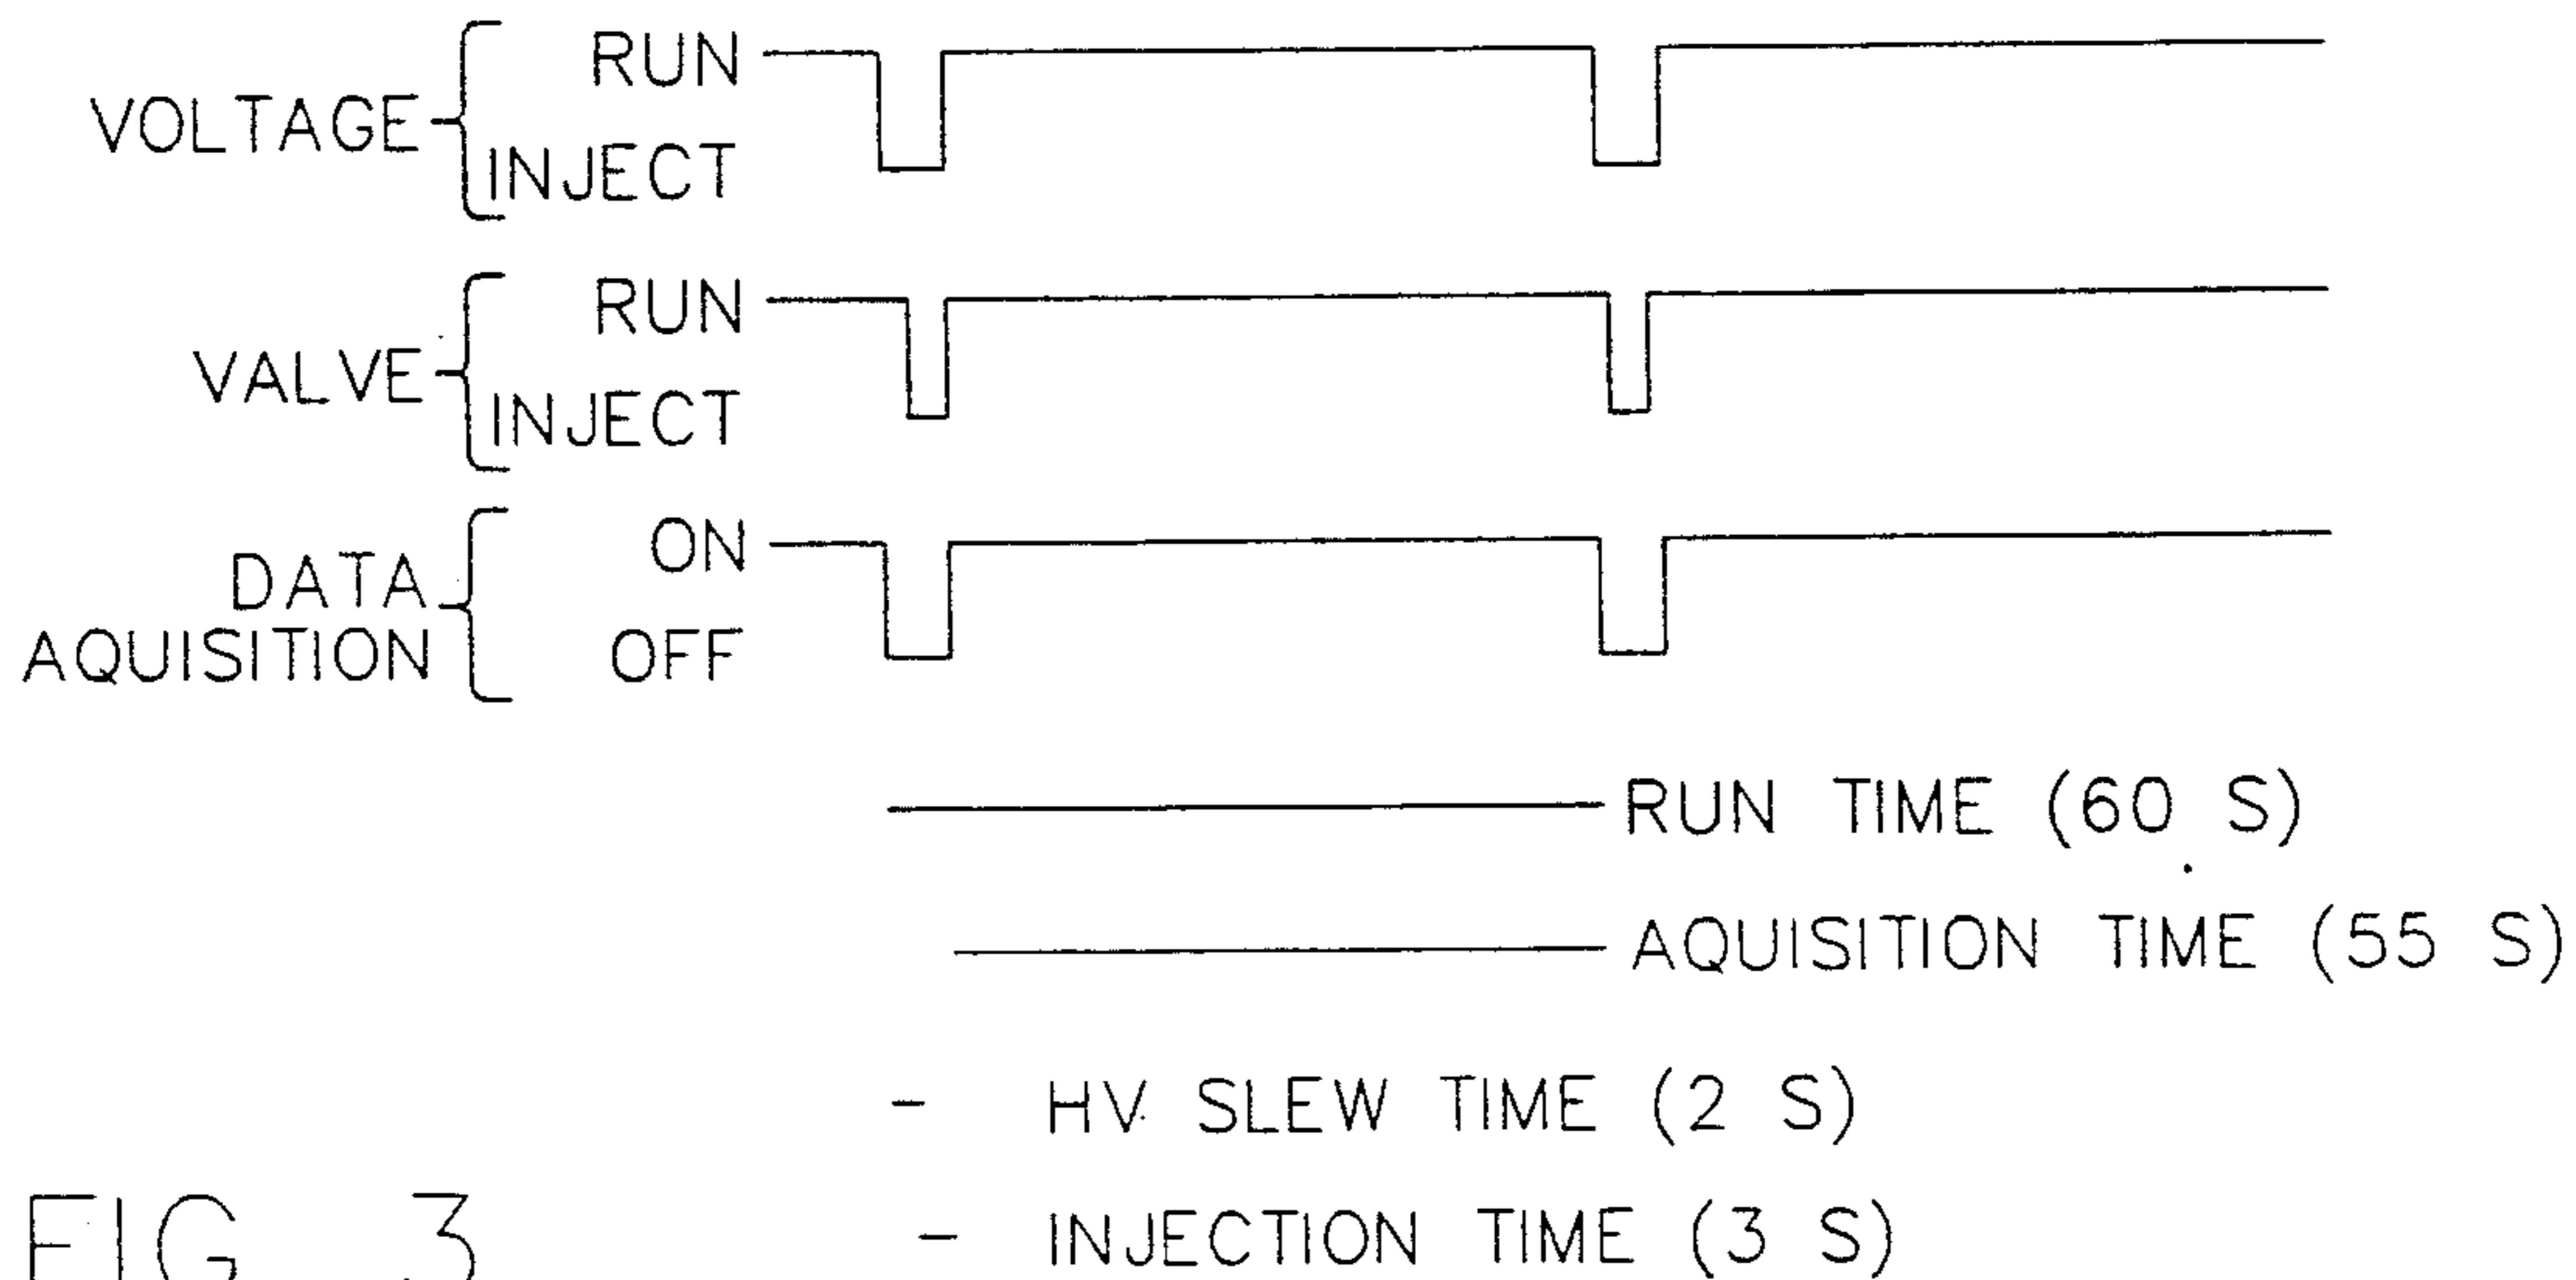 RUN
VOLTAGE
INJECT
RUN
VALVE
INJECT
ON
DATA
AQUISITION
OFF
RUN TIME (60 S)
AQUISITION TIME (55 S)
- HV SLEW TIME (2 S)
- INJECTION TIME (3 S)
FIG. 3